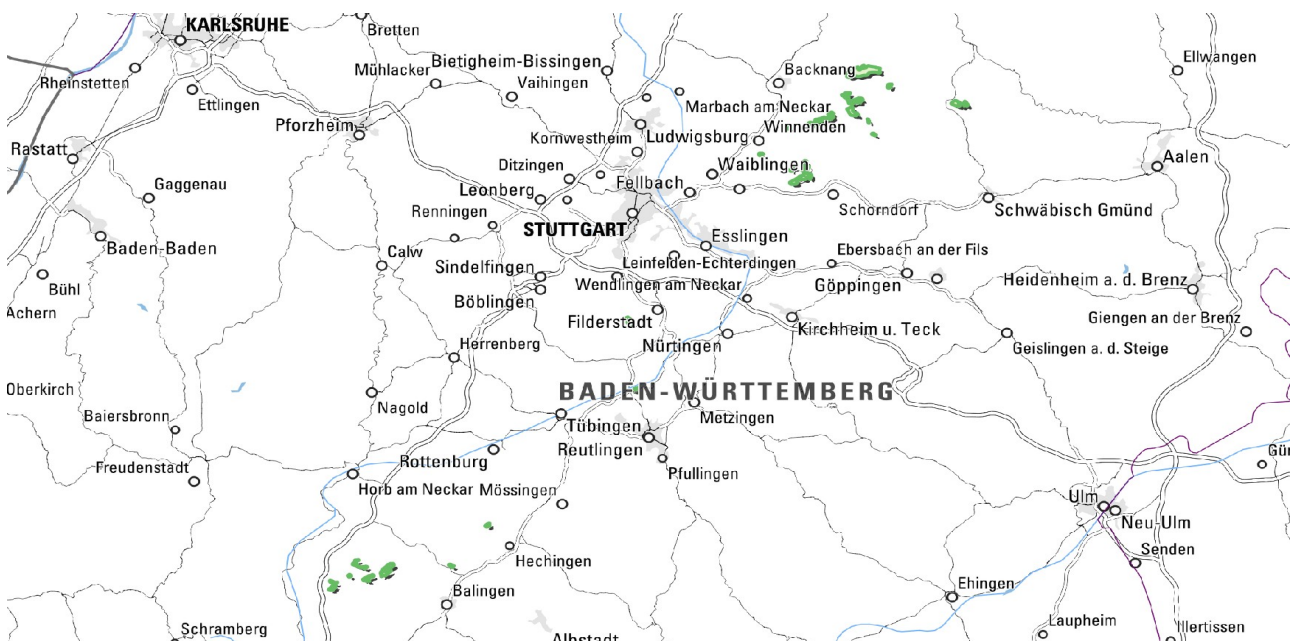 KARLSRUHE
Bretten
Ellwangen
Bietigheim-Bissingen
Mühlacker
Backnang
Rheinstetten
Vaihingen
Ettlingen
Marbach am Neckar
Pforzheim
Kornwestheim
Ludwigsburg
Winnenden
Rastatt
Aalen
Ditzingen
Waiblingen
Gaggenau
Leonberg
Fellbach
Renningen
Schorndorf
Schwäbisch Gmünd
STUTTGART
Esslingen
Baden-Baden
Calw
Ebersbach an der Fils
Sindelfingen
Leinfelden-Echterdingen
Bühl
Wendlingen am Neckar
Göppingen
Heidenheim a. d. Brenz
Böblingen
Achern
Filderstadt
Kirchheim u. Teck
Giengen an der Brenz
Herrenberg
Nürtingen
Geislingen a. d. Steige
Oberkirch
BADEN-WÜRTTEMBERG
Nagold
Baiersbronn
Metzingen
Tübingen
Reutlingen
Freudenstadt
Rottenburg
Pfullingen
Gün
Horb am Neckar
Mössingen
Ulm
Neu-Ulm
Senden
Hechingen
Balingen
Ehingen
Laupheim
Illertissen
Schramberg
Albstadt